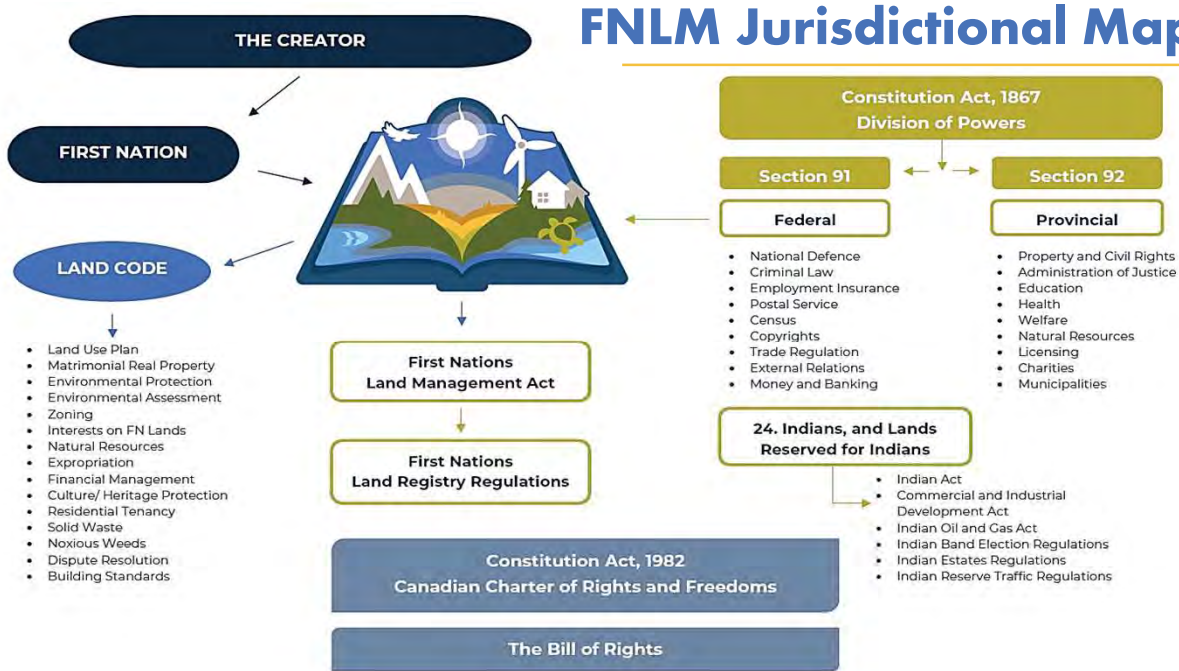 FNLM Jurisdictional Map
THE CREATOR
FIRST NATION
LAND CODE
• Land Use Plan
• Matrimonial Real Property
• Environmental Protection
• Environmental Assessment
• Zoning
• Interests on FN Lands
• Natural Resources
• Expropriation
• Financial Management
• Culture/ Heritage Protection
• Residential Tenancy
• Solid Waste
• Noxious Weeds
• Dispute Resolution
• Building Standards
First Nations
Land Management Act
First Nations
Land Registry Regulations
Constitution Act, 1867
Division of Powers
Section 91
Federal
• National Defence
• Criminal Law
• Employment Insurance
• Postal Service
• Census
• Copyrights
• Trade Regulation
• External Relations
• Money and Banking
Section 92
Provincial
• Property and Civil Rights
• Administration of Justice
• Education
• Health
• Welfare
• Natural Resources
• Licensing
• Charities
• Municipalities
24. Indians, and Lands
Reserved for Indians
• Indian Act
• Commercial and Industrial
Development Act
• Indian Oil and Gas Act
• Indian Band Election Regulations
• Indian Estates Regulations
• Indian Reserve Traffic Regulations
Constitution Act, 1982
Canadian Charter of Rights and Freedoms
The Bill of Rights